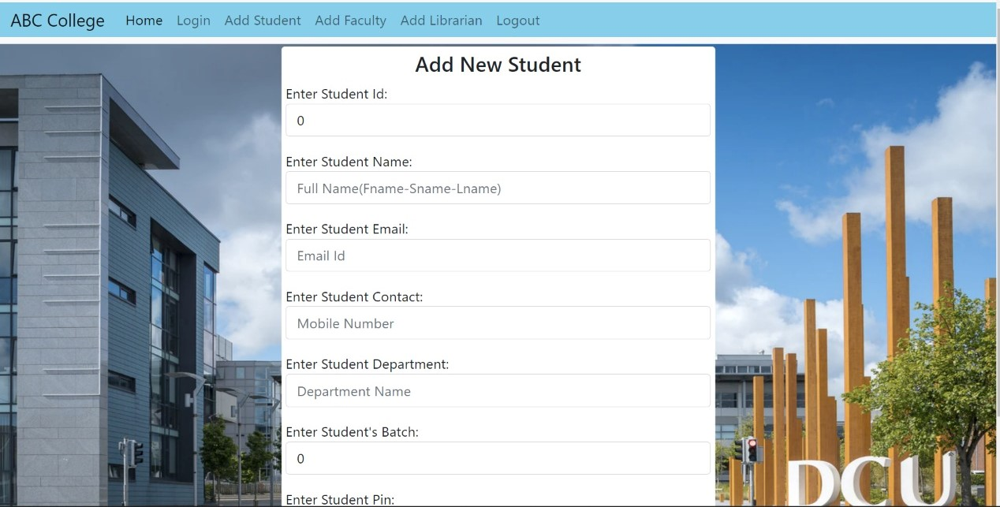 ABC College Home Login Add Student Add Faculty Add Librarian Logout
Add New Student
Enter Student Id:
0
Enter Student Name:
Full Name(Fname-Sname-Lname)
Enter Student Email:
Email Id
Enter Student Contact:
Mobile Number
Enter Student Department:
Department Name
Enter Student's Batch:
0
DCU
Enter Student Pin: